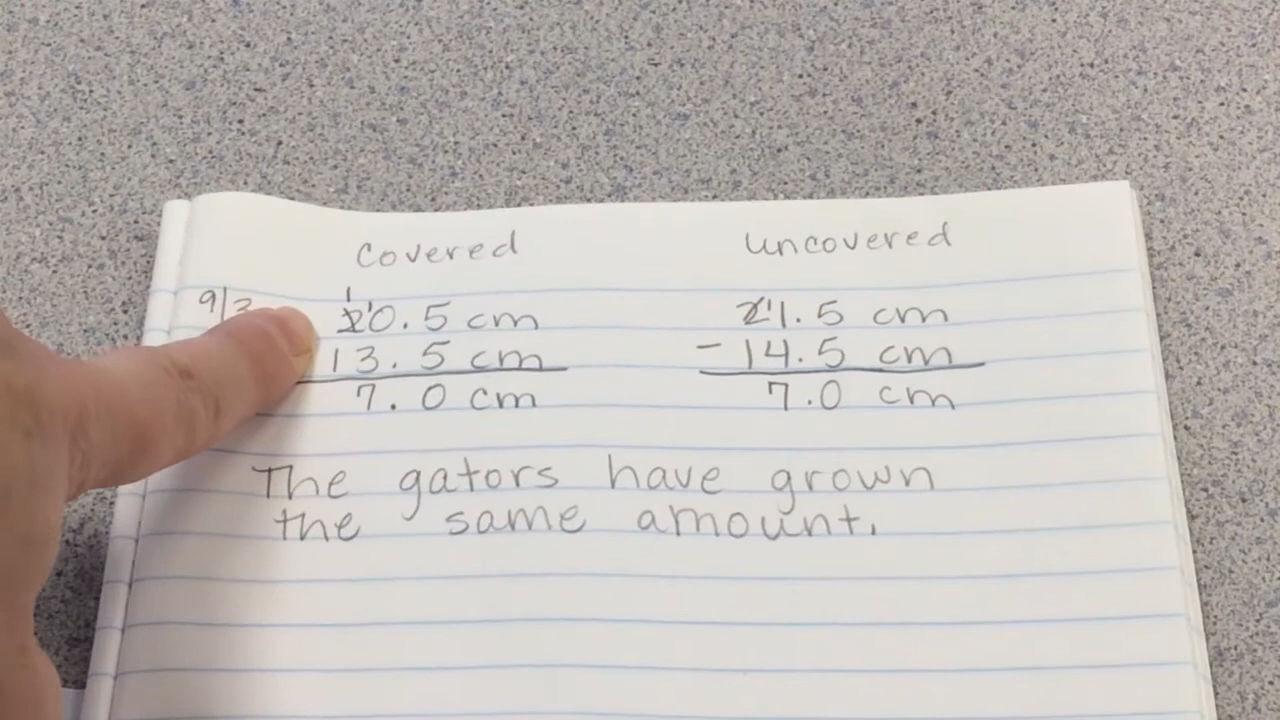 covered uncovered
9/3 20.5 cm 21.5 cm
13.5 cm - 14.5 cm
7.0 cm 7.0 cm
The gators have grown
the same amount.